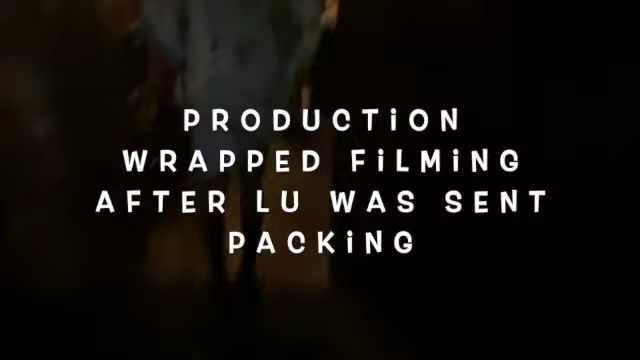 PRODUCTiON
WRAPPED FiLMiNG
AFTER LU WAS SENT
PACKiNG